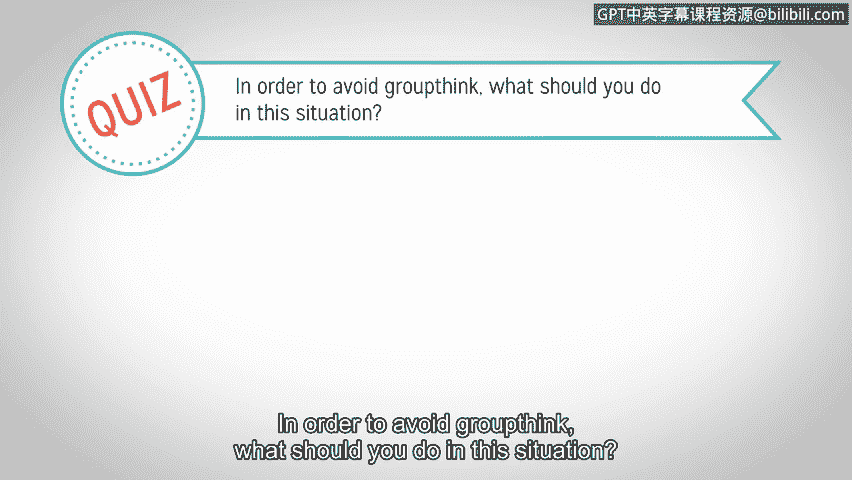 GPT中英字幕课程资源@bilibili.com
QUIZ
In order to avoid groupthink, what should you do
in this situation?
In order to avoid groupthink,
what should you do in this situation?